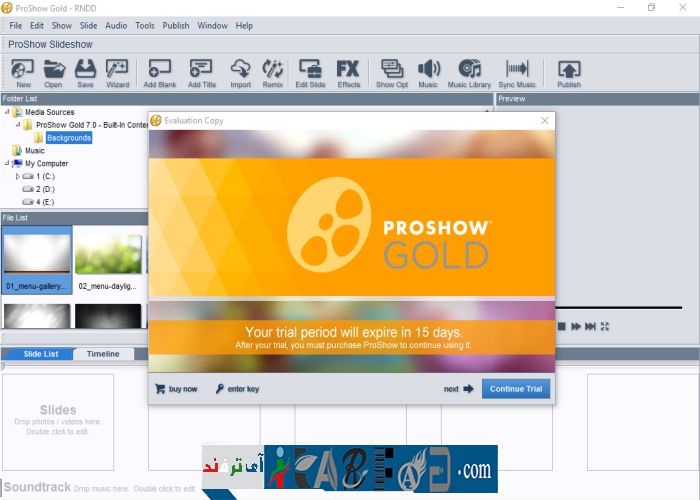 ProShow Gold - RNDD
File Edit Show Slide Audio Tools Publish Window Help
ProShow Slideshow
New Open Save Wizard Add Blank Add Title Import Remix Edit Slide Effects Show Opt Music Music Library Sync Music Publish
FX
Folder List
Preview
Media Sources
ProShow Gold 7.0 - Built-In Conten
Backgrounds
Music
My Computer
1 (C:)
2 (D:)
4 (E:)
File List
01_menu-gallery...
02_menu-daylig...
Evaluation Copy
PROSHOW
GOLD
Your trial period will expire in 15 days.
After your trial, you must purchase ProShow to continue using it.
buy now enter key next Continue Trial
Slide List Timeline
Slides
Drop photos / videos here.
Double click to edit.
Soundtrack Drop music here. Double click to edit.
آی ترفند
.com